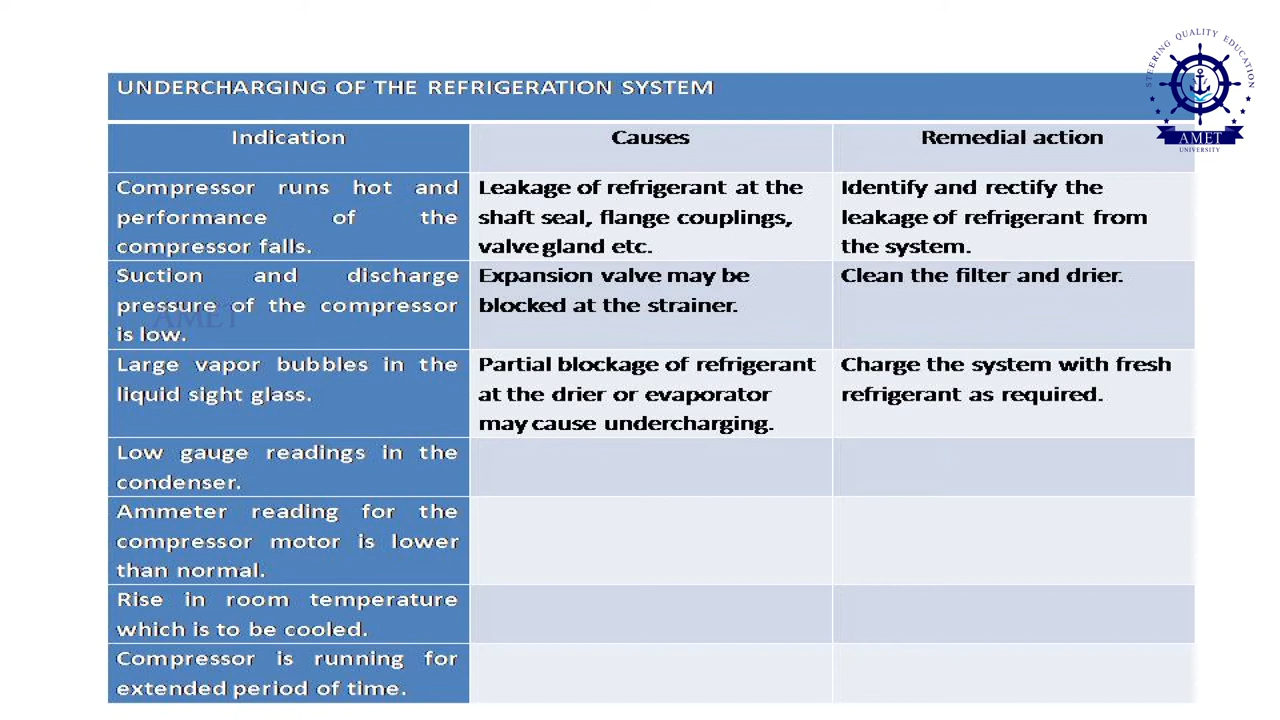 STEERING QUALITY EDUCATION
AMET
UNIVERSITY
UNDERCHARGING OF THE REFRIGERATION SYSTEM
Indication
Causes
Remedial action
Compressor runs hot and
performance of the
compressor falls.
Leakage of refrigerant at the
shaft seal, flange couplings,
valve gland etc.
Identify and rectify the
leakage of refrigerant from
the system.
Suction and discharge
pressure of the compressor
is low.
AMET
Expansion valve may be
blocked at the strainer.
Clean the filter and drier.
Large vapor bubbles in the
liquid sight glass.
Partial blockage of refrigerant
at the drier or evaporator
may cause undercharging.
Charge the system with fresh
refrigerant as required.
Low gauge readings in the
condenser.
Ammeter reading for the
compressor motor is lower
than normal.
Rise in room temperature
which is to be cooled.
Compressor is running for
extended period of time.